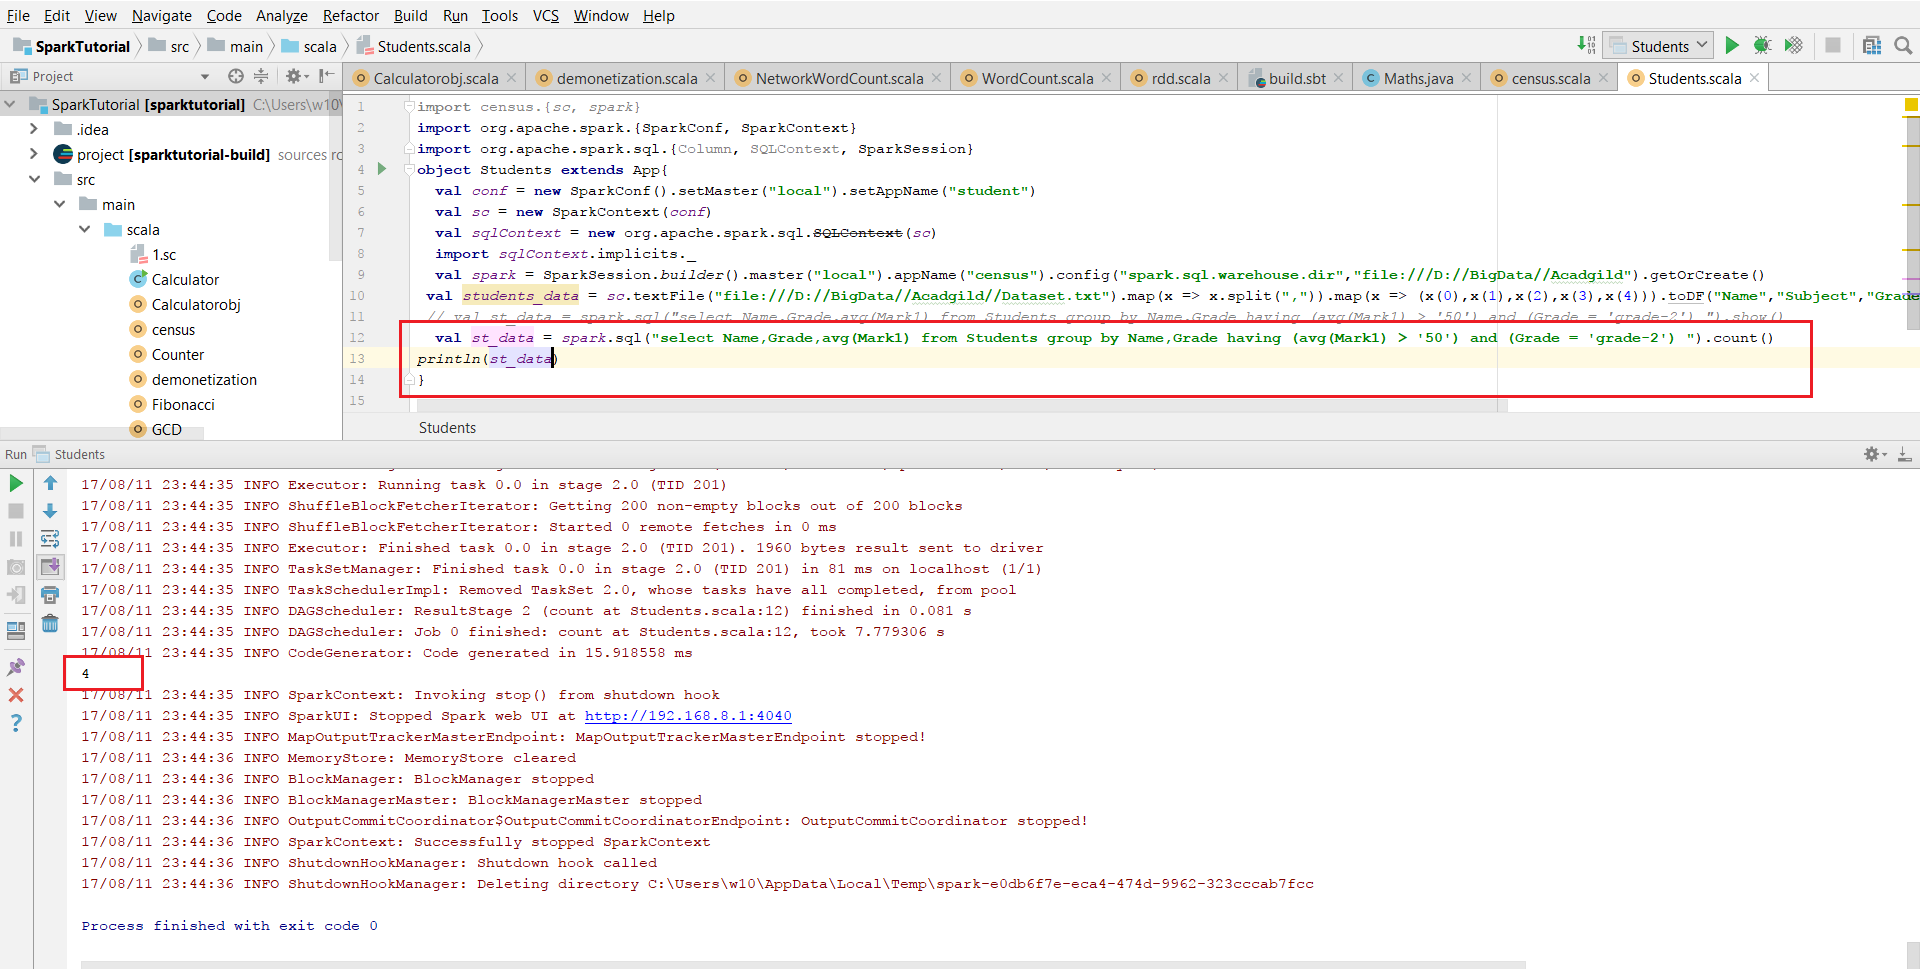 File Edit View Navigate Code Analyze Refactor Build Run Tools VCS Window Help
SparkTutorial src main scala Students.scala Students
Project
Calculatorobj.scala demonetization.scala NetworkWordCount.scala WordCount.scala rdd.scala build.sbt Maths.java census.scala Students.scala
SparkTutorial [sparktutorial] C:\Users\w10\
.idea
project [sparktutorial-build] sources
src
main
scala
1.sc
Calculator
Calculatorobj
census
Counter
demonetization
Fibonacci
GCD
1 import census.{sc, spark}
2 import org.apache.spark.{SparkConf, SparkContext}
3 import org.apache.spark.sql.{Column, SQLContext, SparkSession}
4 object Students extends App{
5 val conf = new SparkConf().setMaster("local").setAppName("student")
6 val sc = new SparkContext(conf)
7 val sqlContext = new org.apache.spark.sql.SQLContext(sc)
8 import sqlContext.implicits._
9 val spark = SparkSession.builder().master("local").appName("census").config("spark.sql.warehouse.dir","file:///D://BigData//Acadgild").getOrCreate()
10 val students_data = sc.textFile("file:///D://BigData//Acadgild//Dataset.txt").map(x => x.split(",")).map(x => (x(0),x(1),x(2),x(3),x(4))).toDF("Name","Subject","Grade
11 // val st_data = spark.sql("select Name,Grade,avg(Mark1) from Students group by Name,Grade having (avg(Mark1) > '50') and (Grade = 'grade-2') ").show()
12 val st_data = spark.sql("select Name,Grade,avg(Mark1) from Students group by Name,Grade having (avg(Mark1) > '50') and (Grade = 'grade-2') ").count()
13 println(st_data)
14 }
15
Students
Run Students
17/08/11 23:44:35 INFO Executor: Running task 0.0 in stage 2.0 (TID 201)
17/08/11 23:44:35 INFO ShuffleBlockFetcherIterator: Getting 200 non-empty blocks out of 200 blocks
17/08/11 23:44:35 INFO ShuffleBlockFetcherIterator: Started 0 remote fetches in 0 ms
17/08/11 23:44:35 INFO Executor: Finished task 0.0 in stage 2.0 (TID 201). 1960 bytes result sent to driver
17/08/11 23:44:35 INFO TaskSetManager: Finished task 0.0 in stage 2.0 (TID 201) in 81 ms on localhost (1/1)
17/08/11 23:44:35 INFO TaskSchedulerImpl: Removed TaskSet 2.0, whose tasks have all completed, from pool
17/08/11 23:44:35 INFO DAGScheduler: ResultStage 2 (count at Students.scala:12) finished in 0.081 s
17/08/11 23:44:35 INFO DAGScheduler: Job 0 finished: count at Students.scala:12, took 7.779306 s
17/08/11 23:44:35 INFO CodeGenerator: Code generated in 15.918558 ms
4
17/08/11 23:44:35 INFO SparkContext: Invoking stop() from shutdown hook
17/08/11 23:44:35 INFO SparkUI: Stopped Spark web UI at http://192.168.8.1:4040
17/08/11 23:44:35 INFO MapOutputTrackerMasterEndpoint: MapOutputTrackerMasterEndpoint stopped!
17/08/11 23:44:36 INFO MemoryStore: MemoryStore cleared
17/08/11 23:44:36 INFO BlockManager: BlockManager stopped
17/08/11 23:44:36 INFO BlockManagerMaster: BlockManagerMaster stopped
17/08/11 23:44:36 INFO OutputCommitCoordinator$OutputCommitCoordinatorEndpoint: OutputCommitCoordinator stopped!
17/08/11 23:44:36 INFO SparkContext: Successfully stopped SparkContext
17/08/11 23:44:36 INFO ShutdownHookManager: Shutdown hook called
17/08/11 23:44:36 INFO ShutdownHookManager: Deleting directory C:\Users\w10\AppData\Local\Temp\spark-e0db6f7e-eca4-474d-9962-323cccab7fcc
Process finished with exit code 0